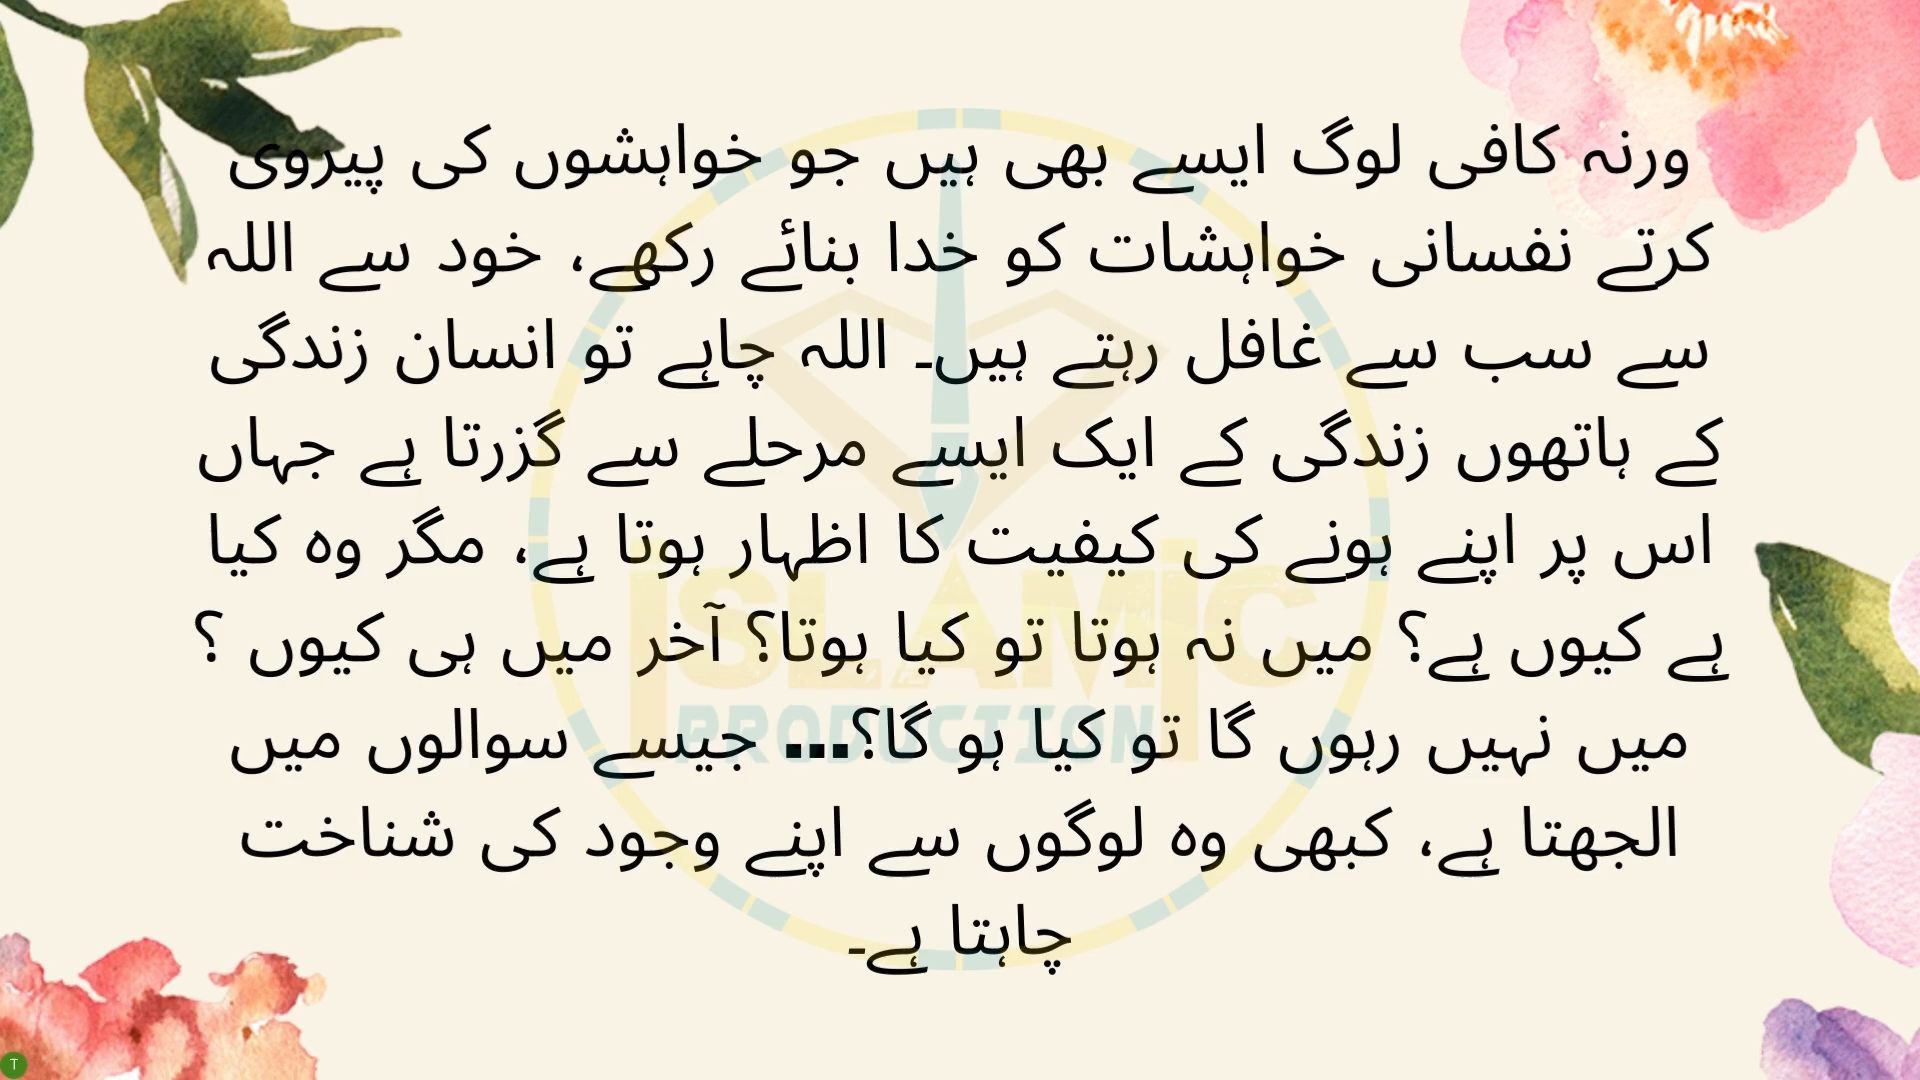 ورنہ کافی لوگ ایسے بھی ہیں جو خواہشوں کی پیروی
کرتے نفسانی خواہشات کو خدا بنائے رکھے، خود سے اللہ
سے سب سے غافل رہتے ہیں۔ اللہ چاہے تو انسان زندگی
کے ہاتھوں زندگی کے ایک ایسے مرحلے سے گزرتا ہے جہاں
اس پر اپنے ہونے کی کیفیت کا اظہار ہوتا ہے، مگر وہ کیا
ہے کیوں ہے؟ میں نہ ہوتا تو کیا ہوتا؟ آخر میں ہی کیوں ؟
میں نہیں رہوں گا تو کیا ہو گا؟... جیسے سوالوں میں
الجھتا ہے، کبھی وہ لوگوں سے اپنے وجود کی شناخت
چاہتا ہے۔
ISLAMIC
PRODUCTION
T